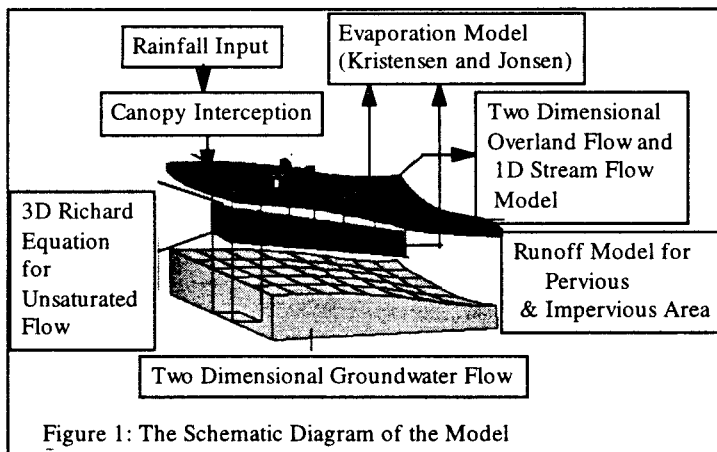 Rainfall Input
Canopy Interception
Evaporation Model
(Kristensen and Jonsen)
Two Dimensional
Overland Flow and
1D Stream Flow
Model
3D Richard
Equation
for
Unsaturated
Flow
Runoff Model for
Pervious
& Impervious Area
Two Dimensional Groundwater Flow
Figure 1: The Schematic Diagram of the Model